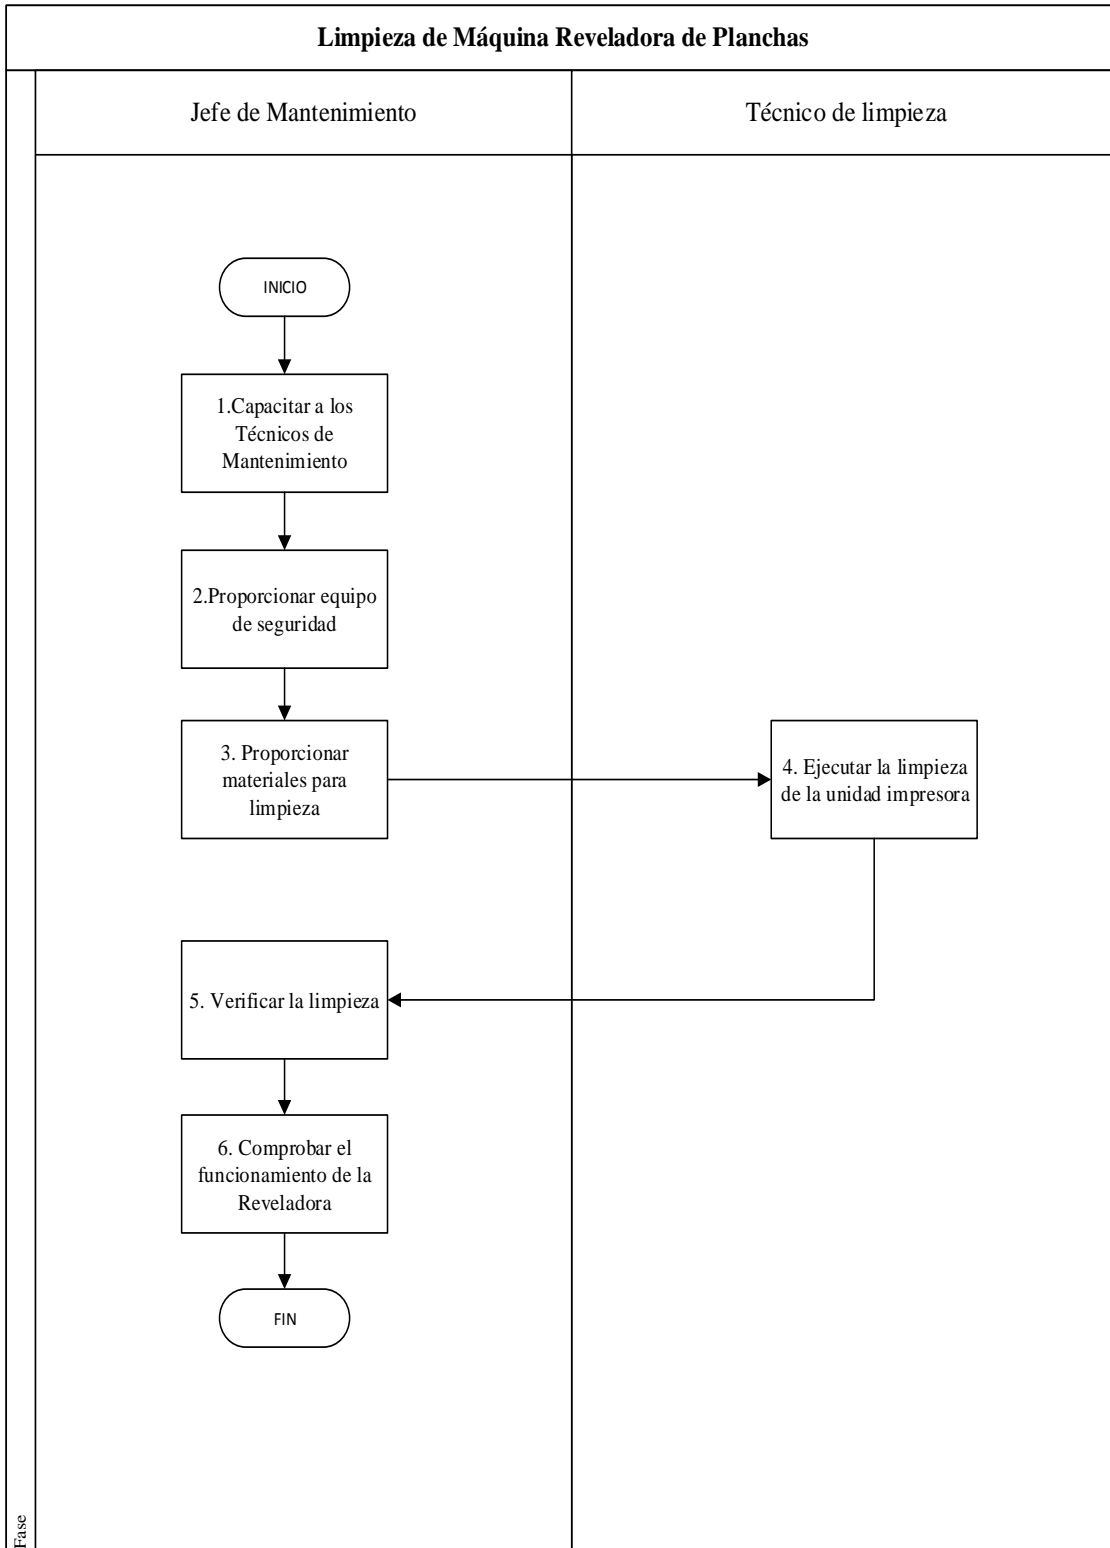 Limpieza de Máquina Reveladora de Planchas
Jefe de Mantenimiento
Técnico de limpieza
INICIO
1.Capacitar a los
Técnicos de
Mantenimiento
2.Proporcionar equipo
de seguridad
3. Proporcionar
materiales para
limpieza
4. Ejecutar la limpieza
de la unidad impresora
5. Verificar la limpieza
6. Comprobar el
funcionamiento de la
Reveladora
FIN
Fase